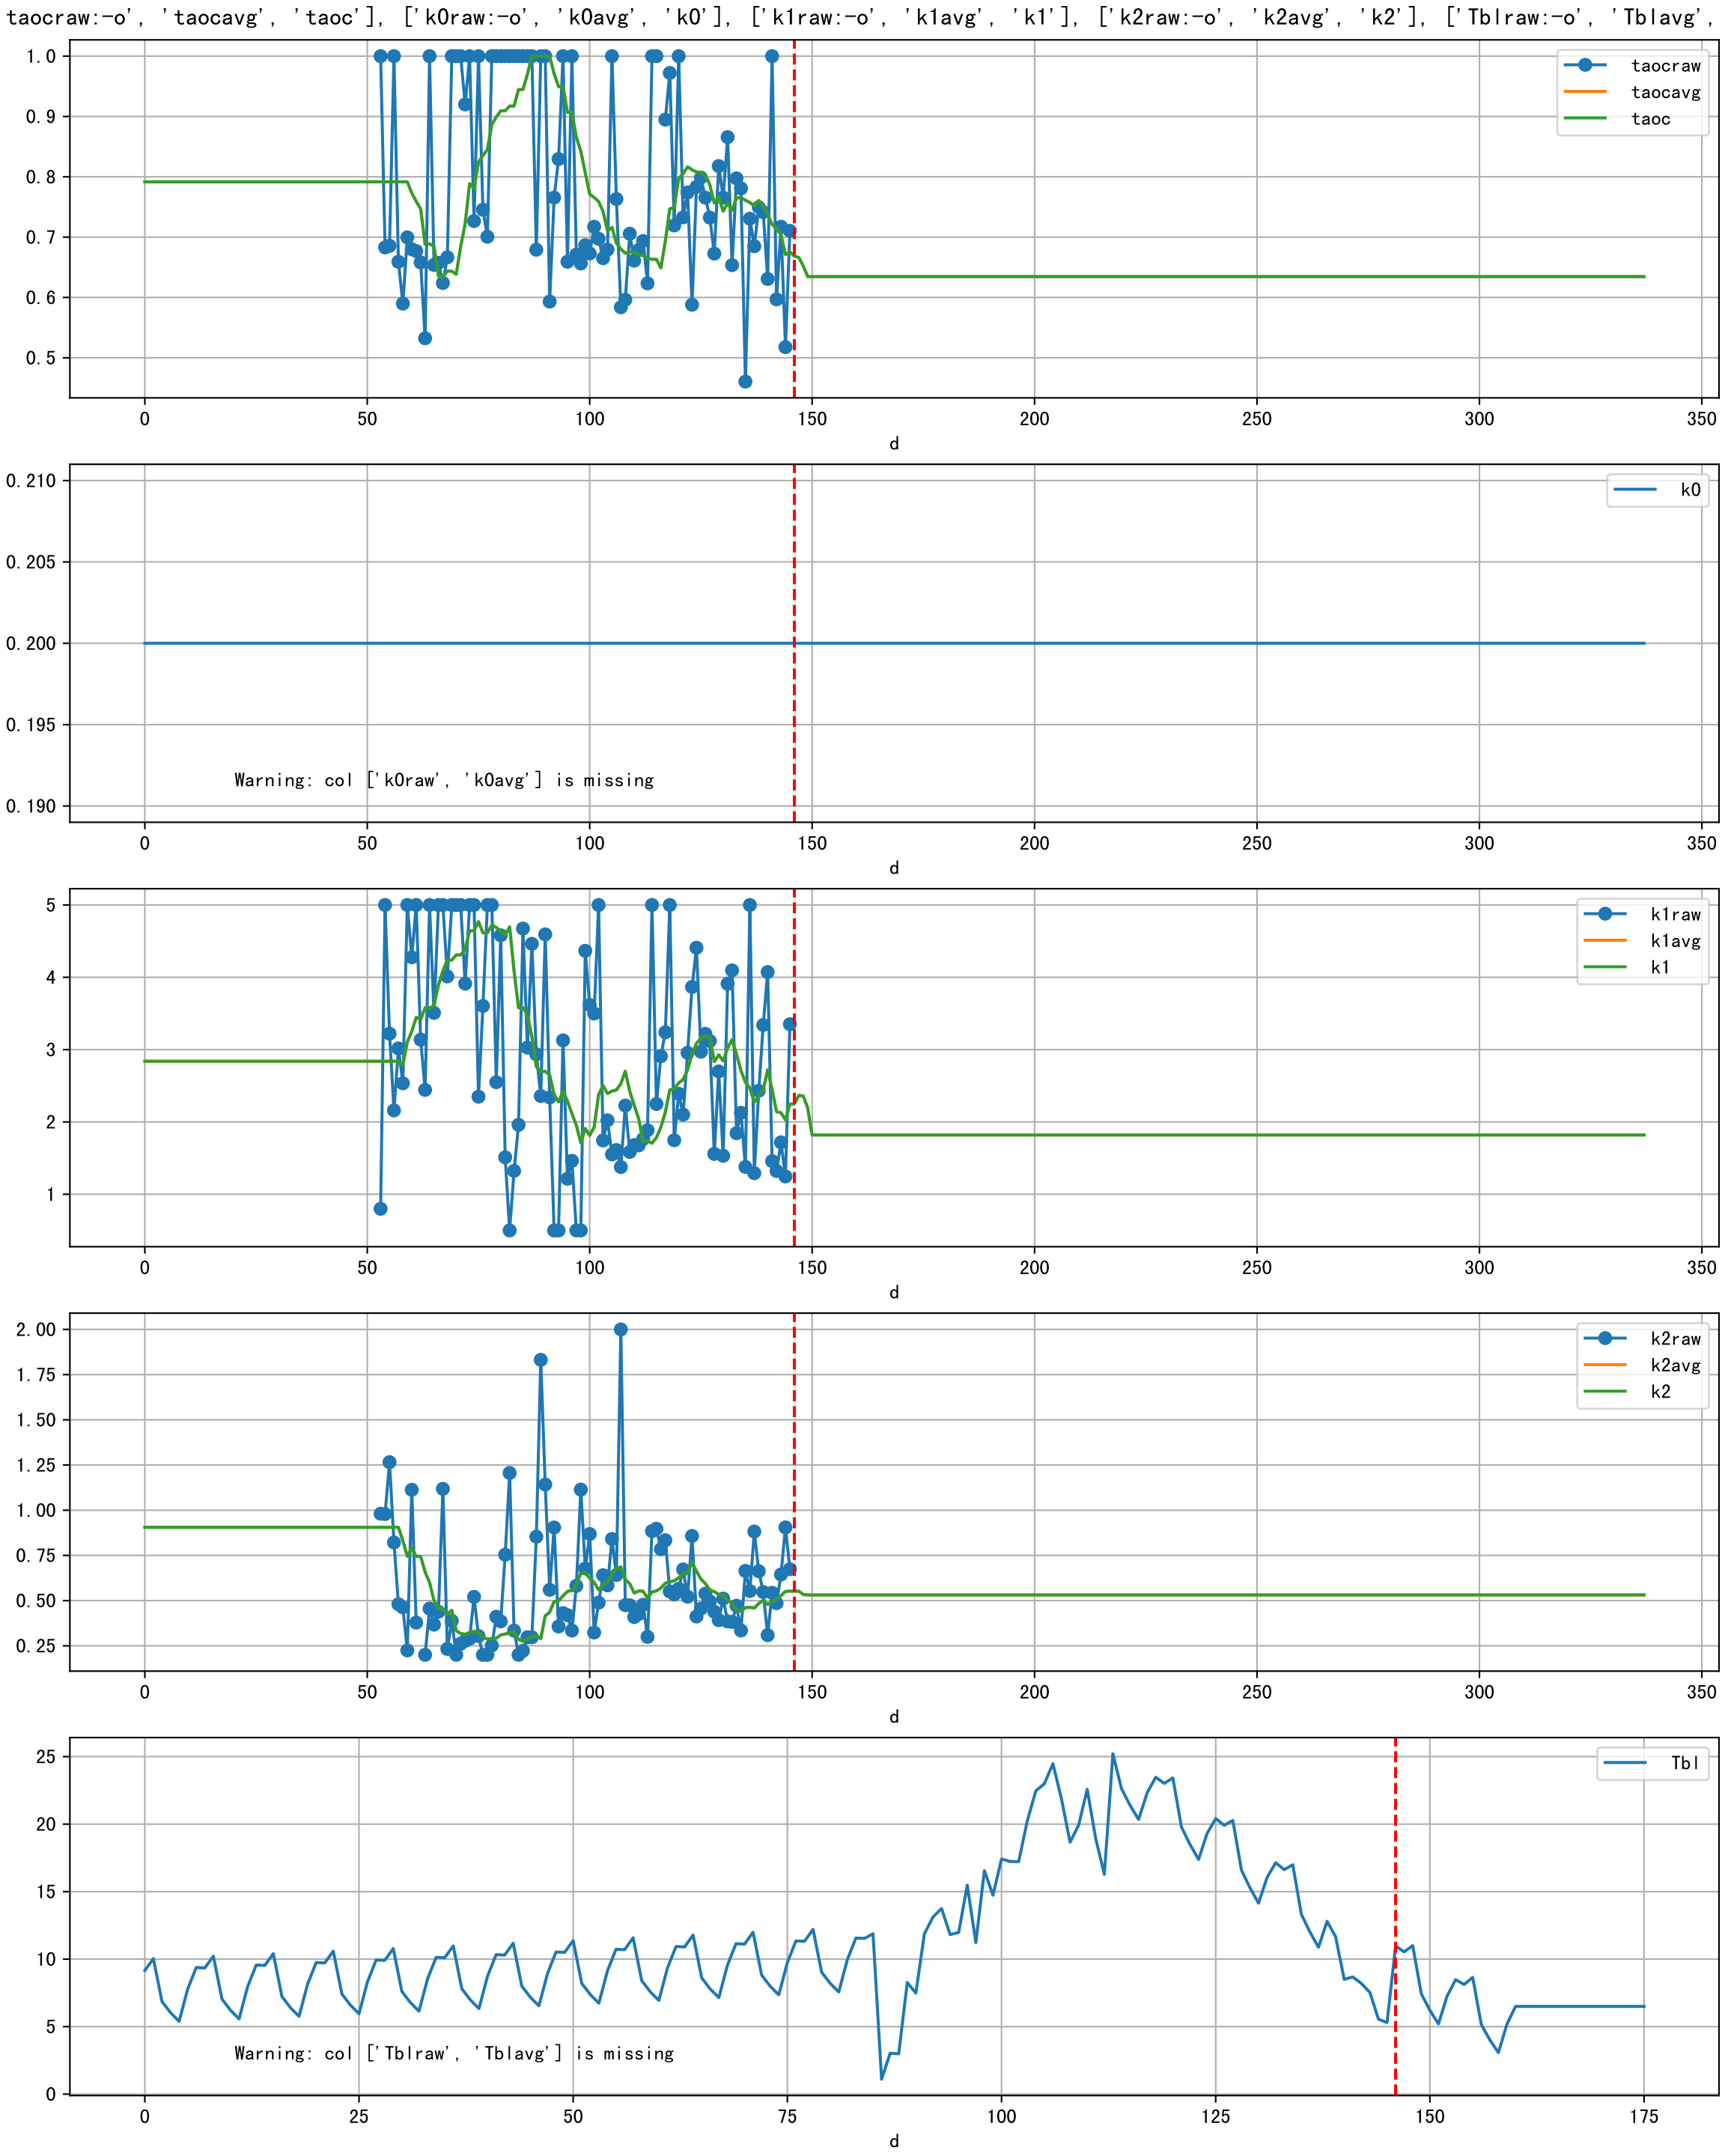 taocraw:-o', 'taocavg', 'taoc'], ['k0raw:-o', 'k0avg', 'k0'], ['k1raw:-o', 'k1avg', 'k1'], ['k2raw:-o', 'k2avg', 'k2'], ['Tblraw:-o', 'Tblavg',
1.0
0.9
0.8
0.7
0.6
0.5
taocraw
taocavg
taoc
0 50 100 150 200 250 300 350
d
0.210
0.205
0.200
0.195
0.190
k0
Warning: col ['k0raw', 'k0avg'] is missing
0 50 100 150 200 250 300 350
d
5
4
3
2
1
k1raw
k1avg
k1
0 50 100 150 200 250 300 350
d
2.00
1.75
1.50
1.25
1.00
0.75
0.50
0.25
k2raw
k2avg
k2
0 50 100 150 200 250 300 350
d
25
20
15
10
5
0
Tbl
Warning: col ['Tblraw', 'Tblavg'] is missing
0 25 50 75 100 125 150 175
d